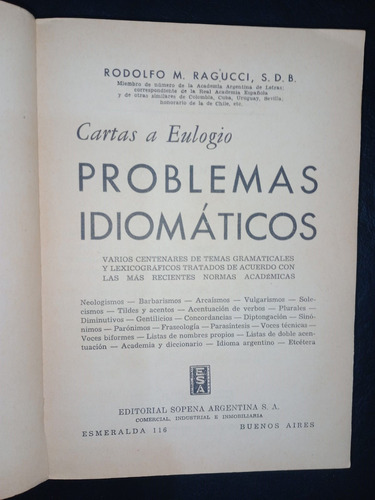 RODOLFO M. RAGUCCI, S. D. B.
Miembro de número de la Academia Argentina de Letras;
correspondiente de la Real Academia Española
y de otras similares de Colombia, Cuba, Uruguay, Sevilla,
honorario de la de Chile, etc.
Cartas a Eulogio
PROBLEMAS
IDIOMÁTICOS
VARIOS CENTENARES DE TEMAS GRAMATICALES
Y LEXICOGRAFICOS TRATADOS DE ACUERDO CON
LAS MAS RECIENTES NORMAS ACADEMICAS
Neologismos — Barbarismos — Arcaísmos — Vulgarismos — Sole-
cismos — Tildes y acentos — Acentuación de verbos — Plurales —
Diminutivos — Gentilicios — Concordancias — Diptongación — Sinó-
nimos — Parónimos — Fraseología — Parasíntesis — Voces técnicas —
Voces biformes — Listas de nombres propios — Listas de doble acen-
tuación — Academia y diccionario — Idioma argentino — Etcétera
ESA
EDITORIAL SOPENA ARGENTINA S. A.
COMERCIAL, INDUSTRIAL E INMOBILIARIA
ESMERALDA 116 BUENOS AIRES